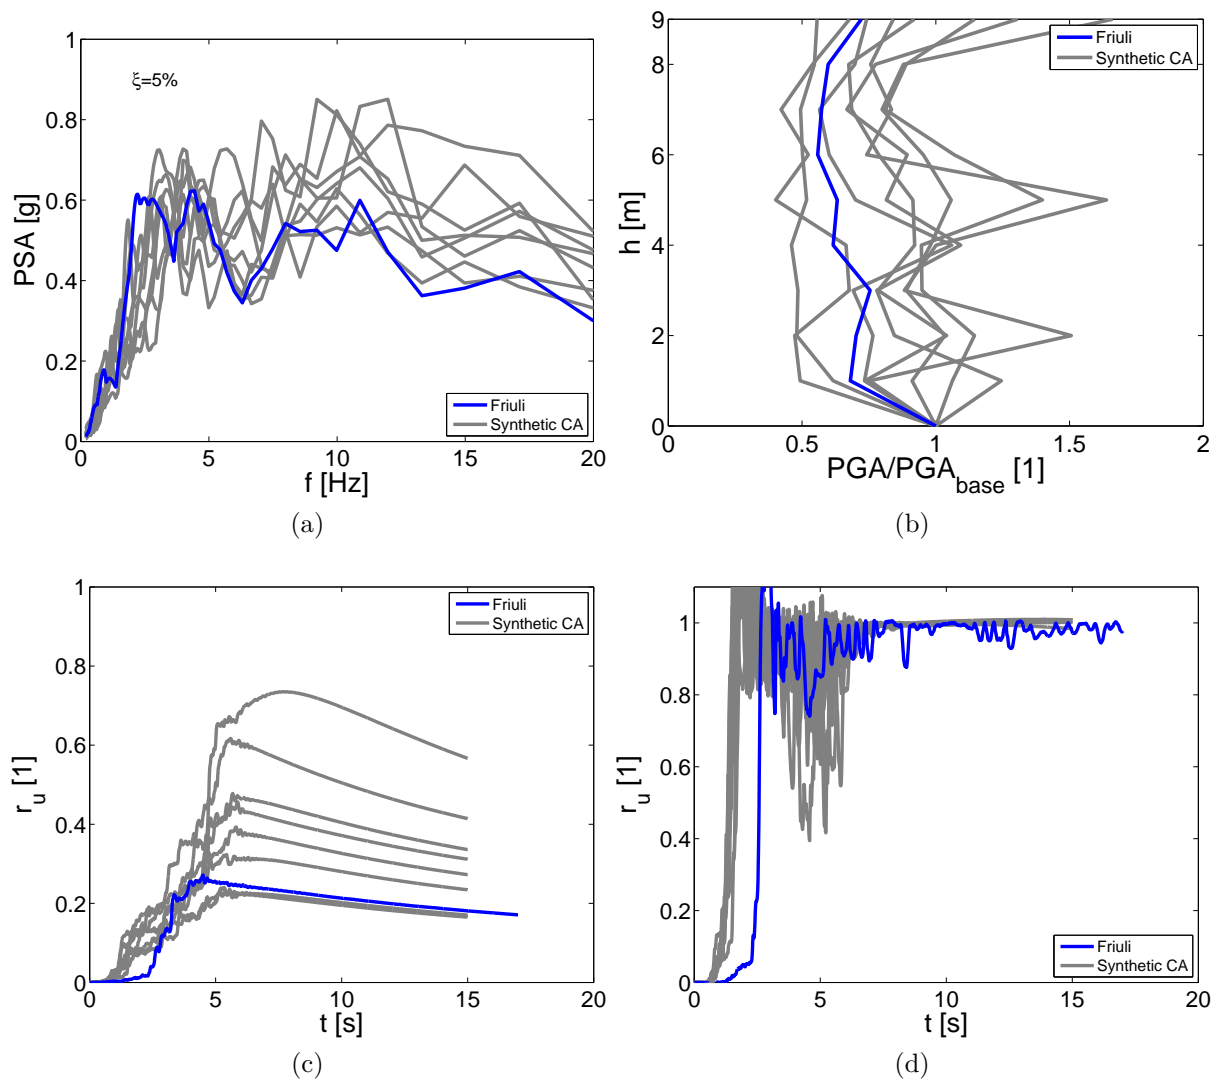 1
0.8
0.6
0.4
0.2
0
0 5 10 15 20
PSA [g]
f [Hz]
ξ=5%
Friuli
Synthetic CA
(a)
9
8
6
4
2
0
0 0.5 1 1.5 2
h [m]
PGA/PGAbase [1]
Friuli
Synthetic CA
(b)
1
0.8
0.6
0.4
0.2
0
0 5 10 15 20
ru [1]
t [s]
Friuli
Synthetic CA
(c)
1
0.8
0.6
0.4
0.2
0
0 5 10 15 20
ru [1]
t [s]
Friuli
Synthetic CA
(d)